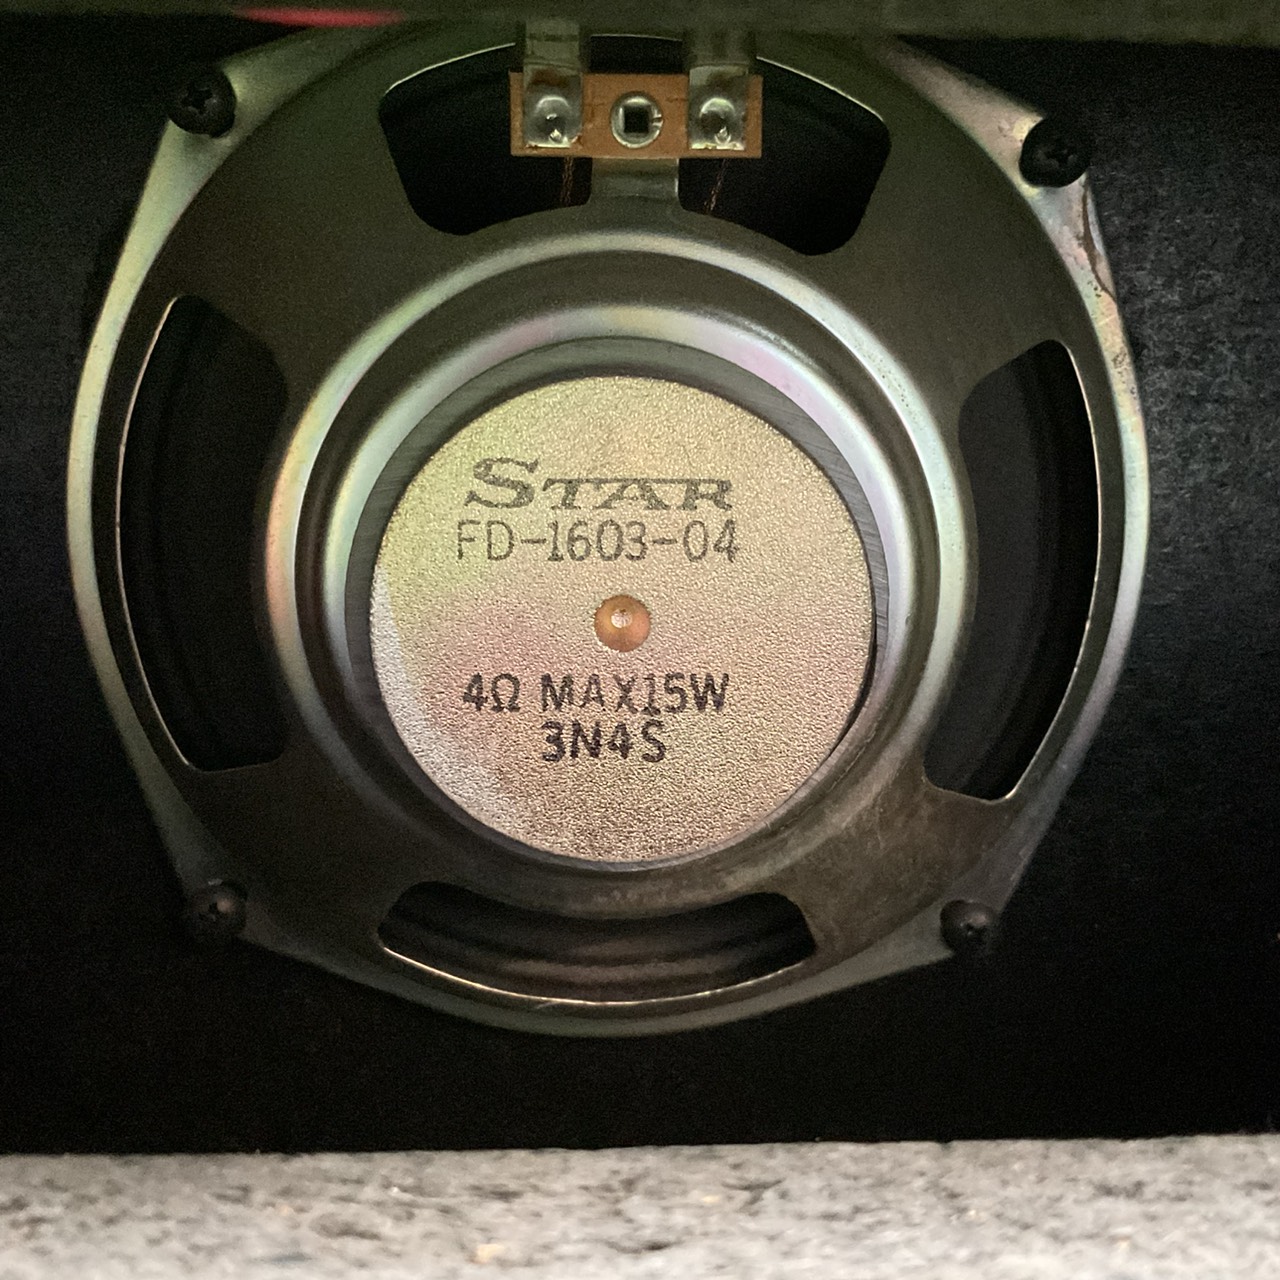 STAR
FD-1603-04
4Ω MAX15W
3N4S